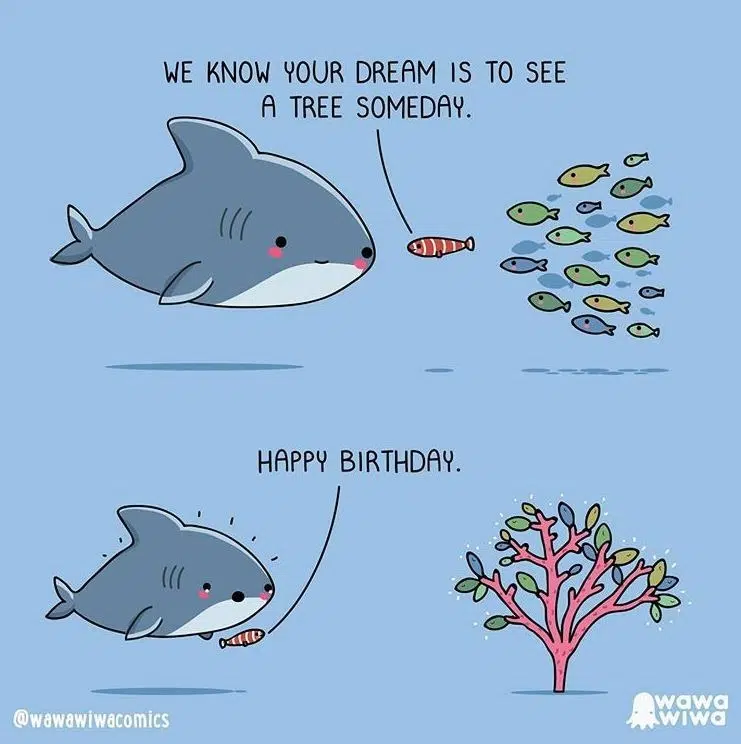 WE KNOW YOUR DREAM IS TO SEE
A TREE SOMEDAY.
HAPPY BIRTHDAY.
@wawawiwacomics
wawa
wiwa